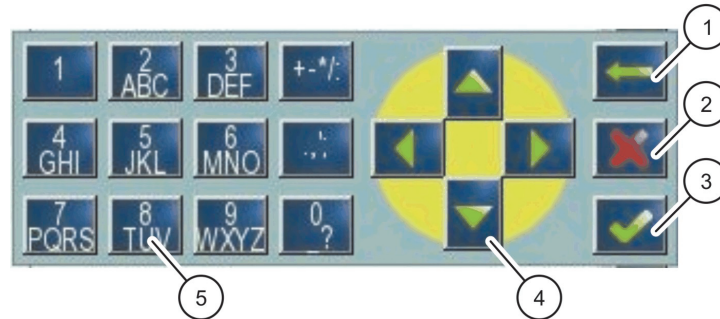 1
1
2
ABC
3
DEF
+-*/:
2
4
GHI
5
JKL
6
MNO
.,';
3
7
PQRS
8
TUV
9
WXYZ
0
_?
5
4